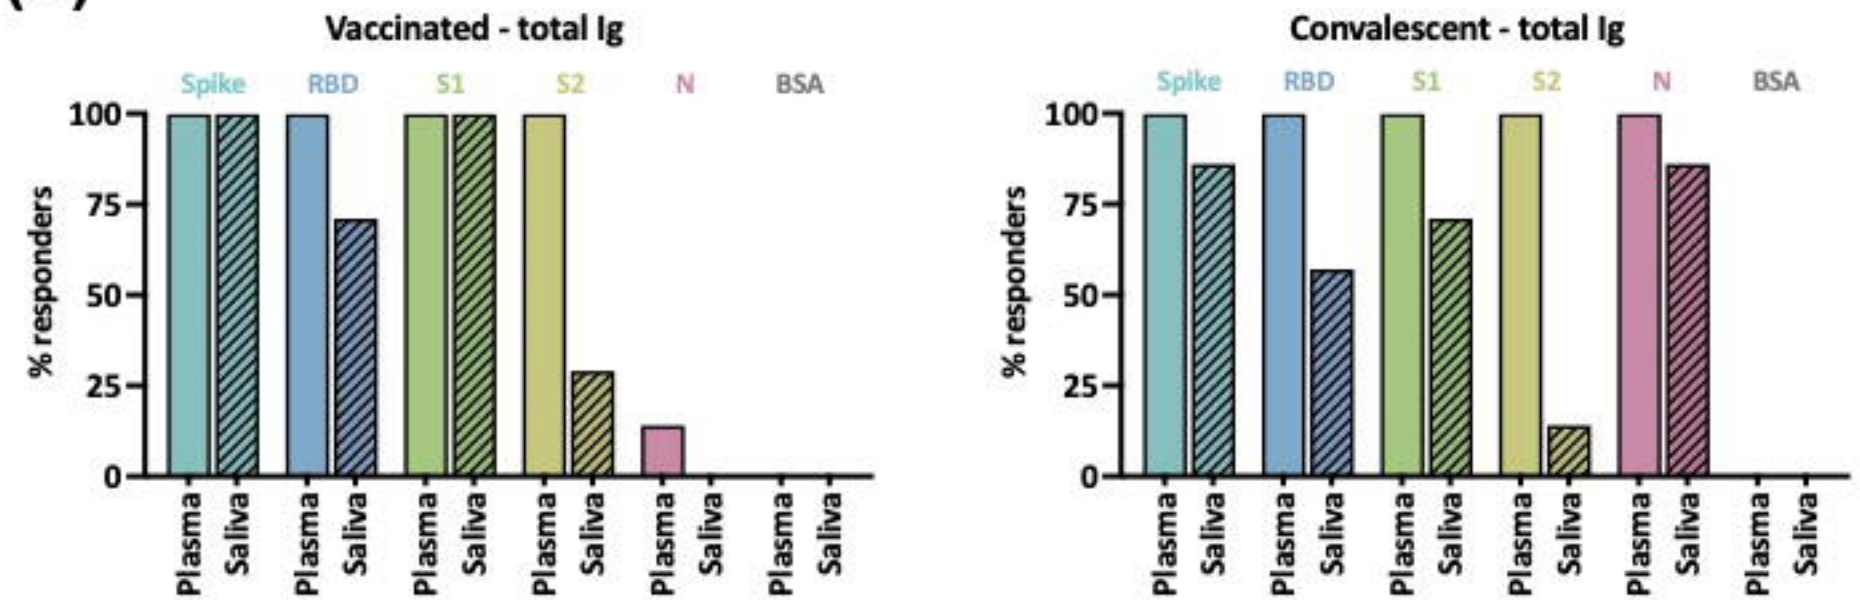 Vaccinated - total Ig
Spike RBD S1 S2 N BSA
% responders
100
75
50
25
0
Plasma Saliva Plasma Saliva Plasma Saliva Plasma Saliva Plasma Saliva Plasma Saliva
Convalescent - total Ig
Spike RBD S1 S2 N BSA
% responders
100
75
50
25
0
Plasma Saliva Plasma Saliva Plasma Saliva Plasma Saliva Plasma Saliva Plasma Saliva